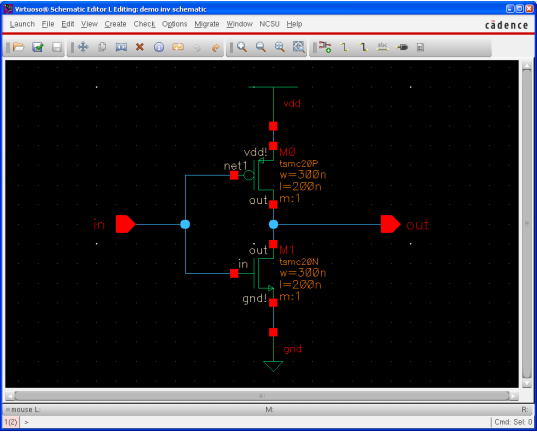 Virtuoso® Schematic Editor L Editing: demo inv schematic
Launch File Edit View Create Check Options Migrate Window NCSU Help cādence
vdd
vdd! M0
net1 tsmc20P
w=300n
l=200n
out m:1
in out
out M1
in tsmc20N
w=300n
l=200n
gnd! m:1
gnd
mouse L: M: R:
1(2) > Cmd: Sel: 0